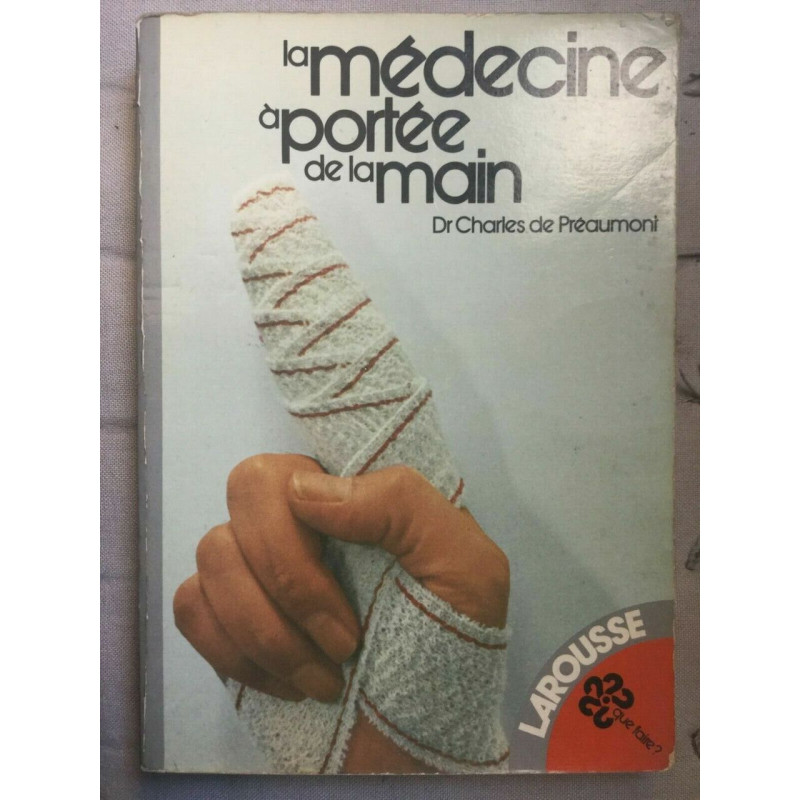 la médecine
à portée
de la main
Dr Charles de Préaumont
LAROUSSE
???
que faire?